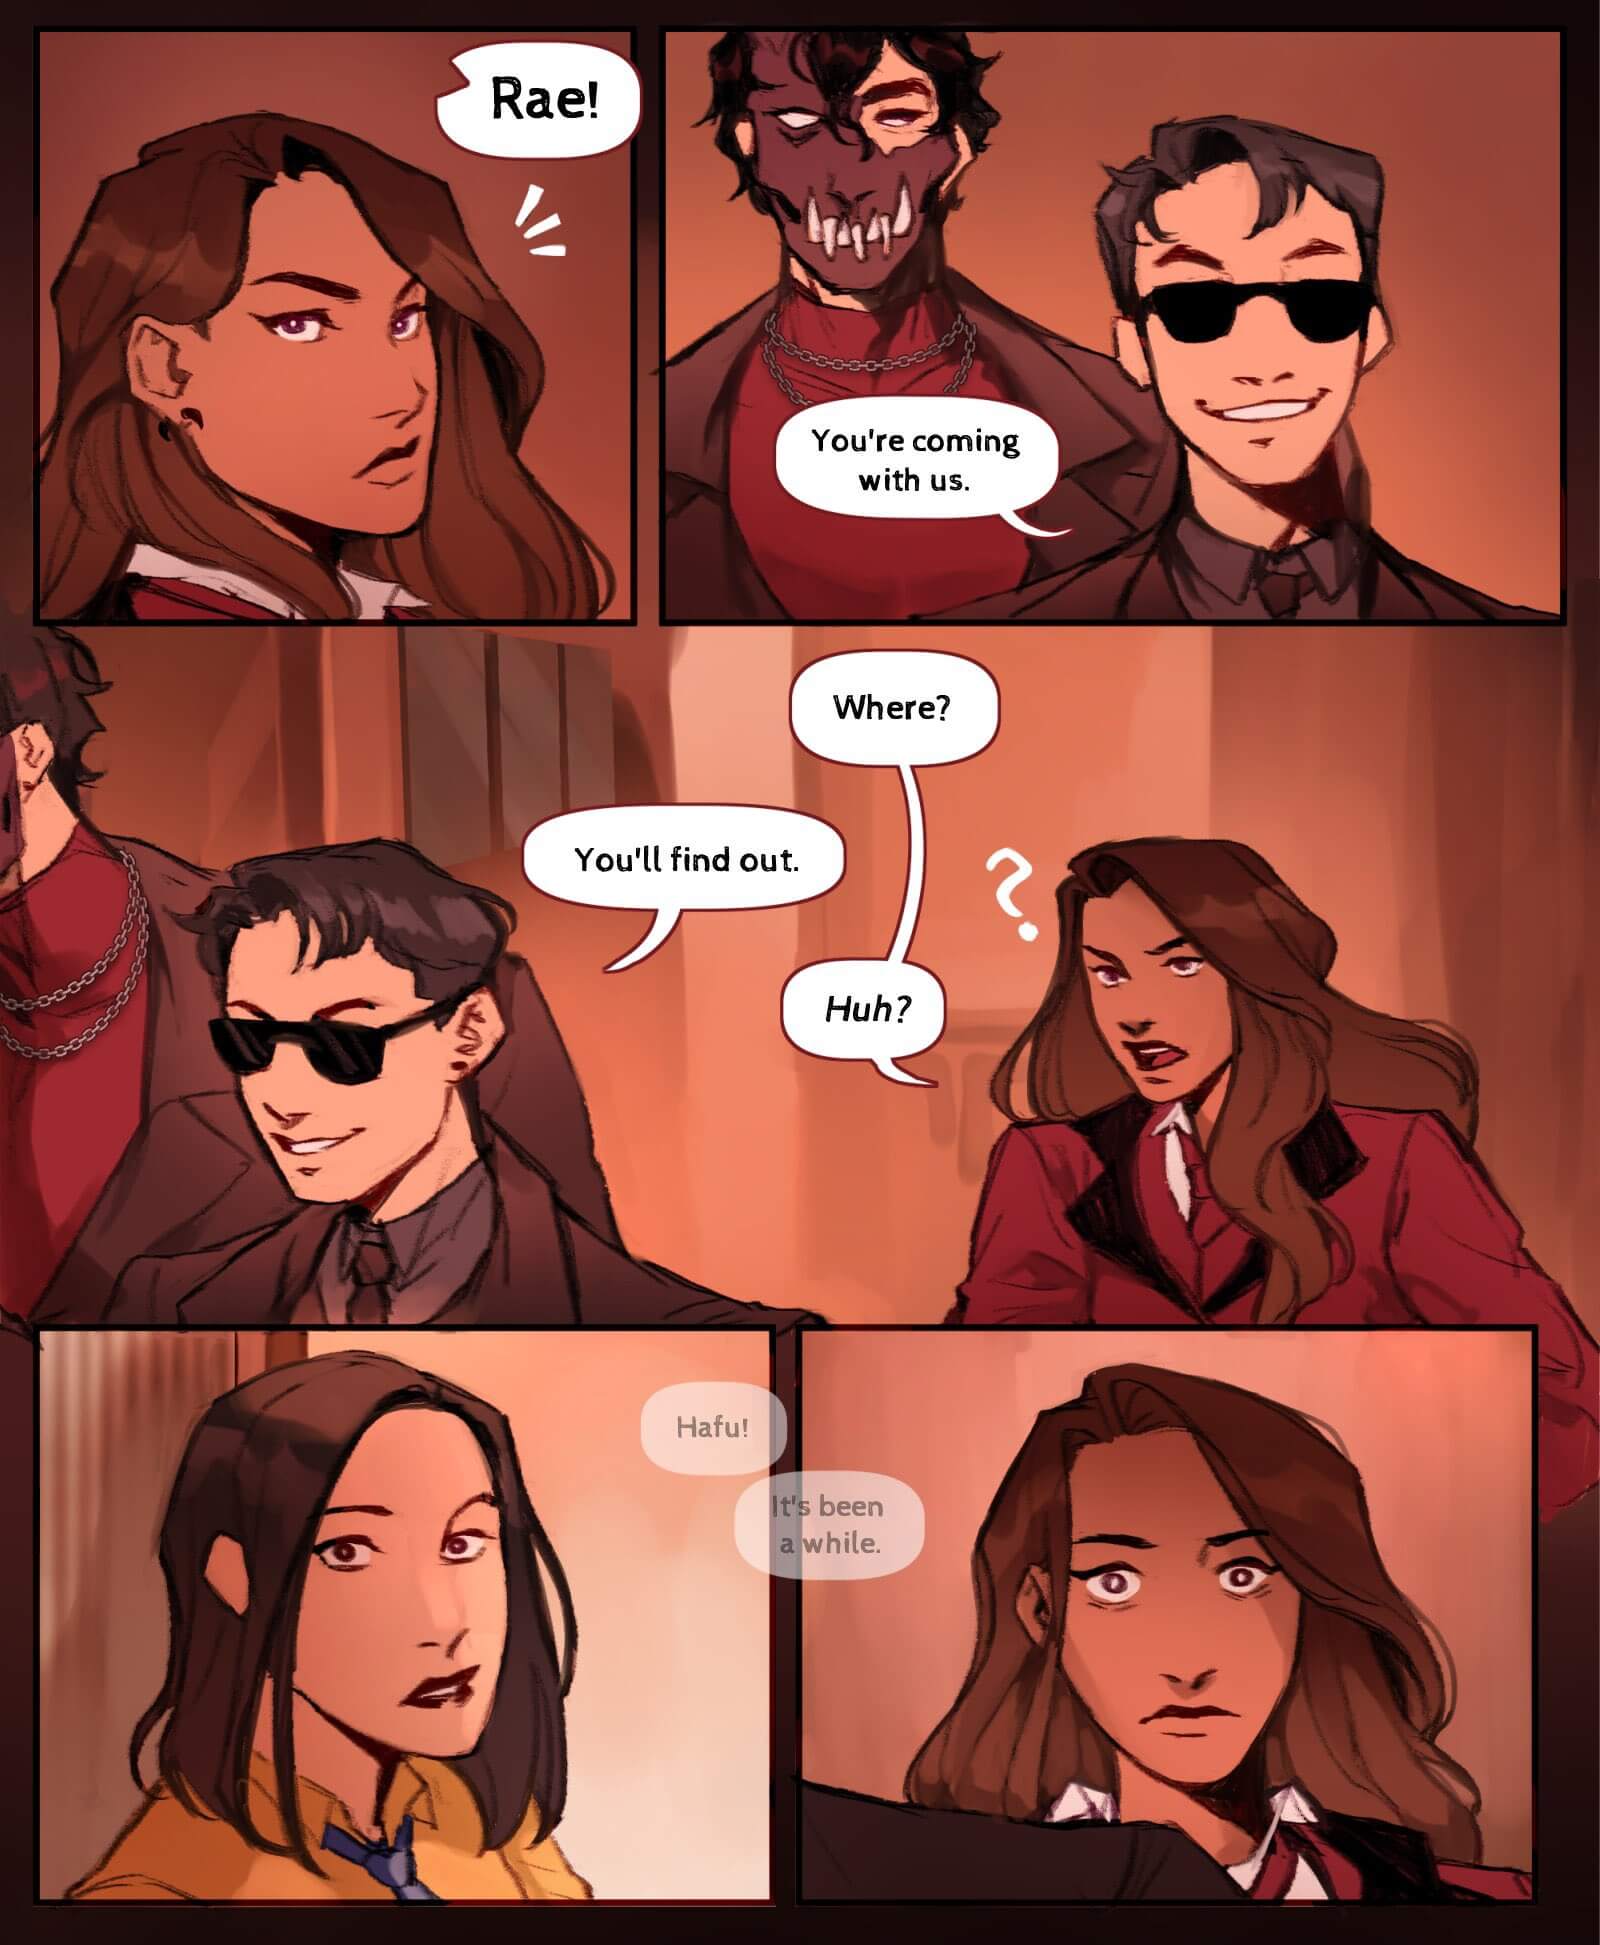 Rae!
You're coming
with us.
Where?
You'll find out.
Huh?
?
Hafu!
It's been
a while.